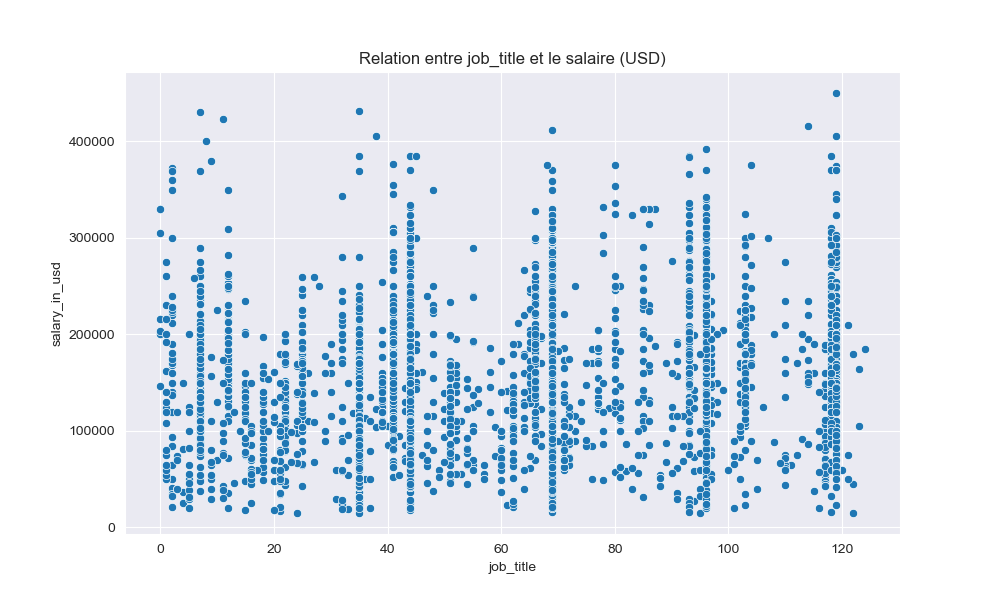 Relation entre job_title et le salaire (USD)
400000
300000
200000
100000
0
salary_in_usd
0 20 40 60 80 100 120
job_title